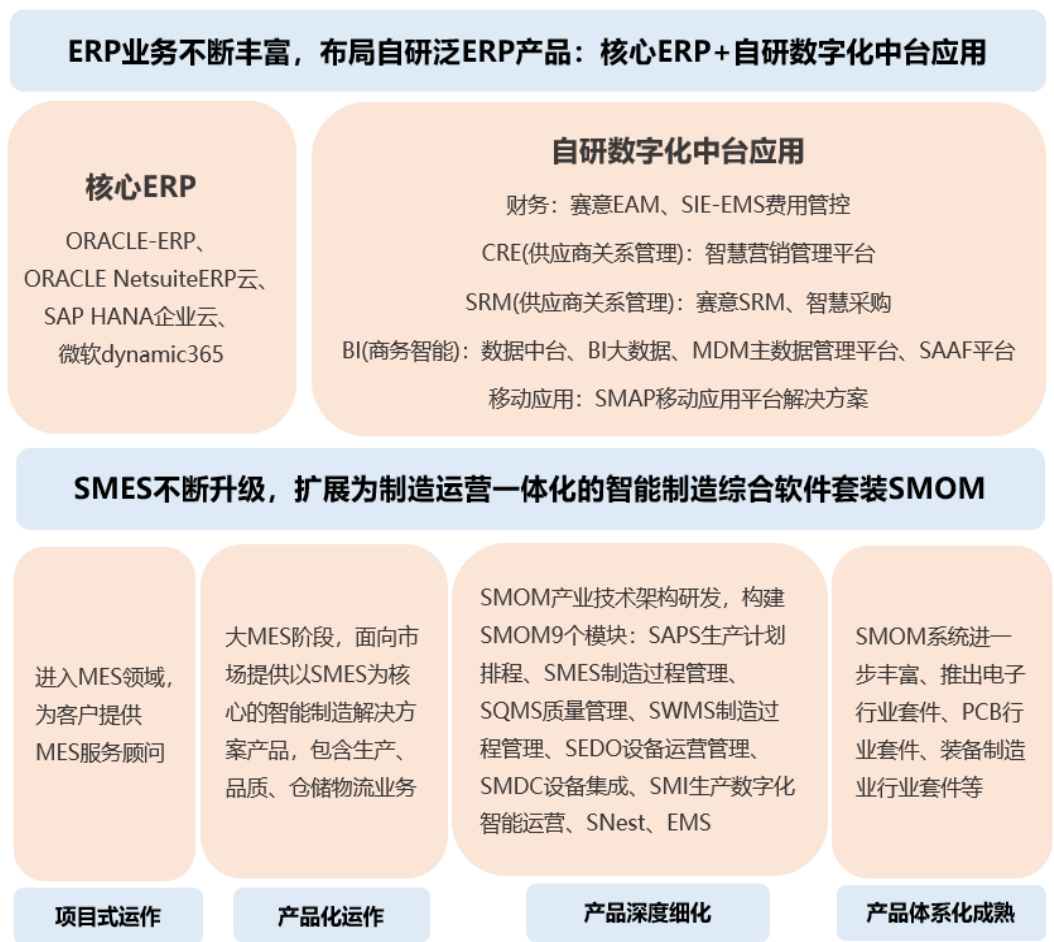 ERP业务不断丰富，布局自研泛ERP产品：核心ERP+自研数字化中台应用
核心ERP
ORACLE-ERP、
ORACLE NetsuiteERP云、
SAP HANA企业云、
微软dynamic365
自研数字化中台应用
财务：赛意EAM、SIE-EMS费用管控
CRE(供应商关系管理)：智慧营销管理平台
SRM(供应商关系管理)：赛意SRM、智慧采购
BI(商务智能)：数据中台、BI大数据、MDM主数据管理平台、SAAF平台
移动应用：SMAP移动应用平台解决方案
SMES不断升级，扩展为制造运营一体化的智能制造综合软件套装SMOM
进入MES领域，
为客户提供
MES服务顾问
大MES阶段，面向市
场提供以SMES为核
心的智能制造解决方
案产品，包含生产、
品质、仓储物流业务
SMOM产业技术架构研发，构建
SMOM9个模块：SAPS生产计划
排程、SMES制造过程管理、
SQMS质量管理、SWMS制造过
程管理、SEDO设备运营管理、
SMDC设备集成、SMI生产数字化
智能运营、SNest、EMS
SMOM系统进一
步丰富、推出电子
行业套件、PCB行
业套件、装备制造
业行业套件等
项目式运作
产品化运作
产品深度细化
产品体系化成熟